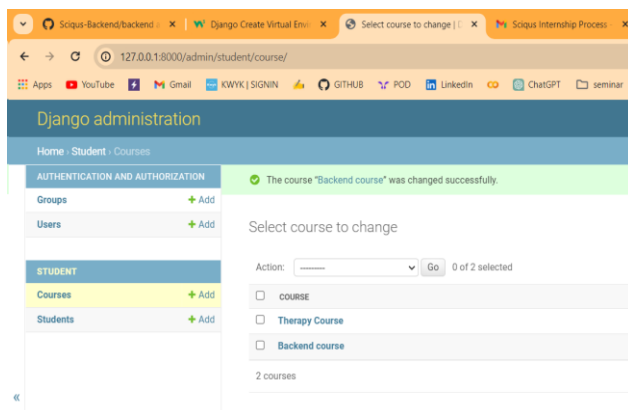 Sciqus-Backend/backend a
Django Create Virtual Envir
Select course to change | D
Sciqus Internship Process -
127.0.0.1:8000/admin/student/course/
Apps YouTube Gmail KWYK | SIGNIN GITHUB POD LinkedIn ChatGPT seminar
Django administration
Home › Student › Courses
AUTHENTICATION AND AUTHORIZATION
Groups + Add
Users + Add
STUDENT
Courses + Add
Students + Add
«
The course “Backend course” was changed successfully.
Select course to change
Action: --------- Go 0 of 2 selected
COURSE
Therapy Course
Backend course
2 courses